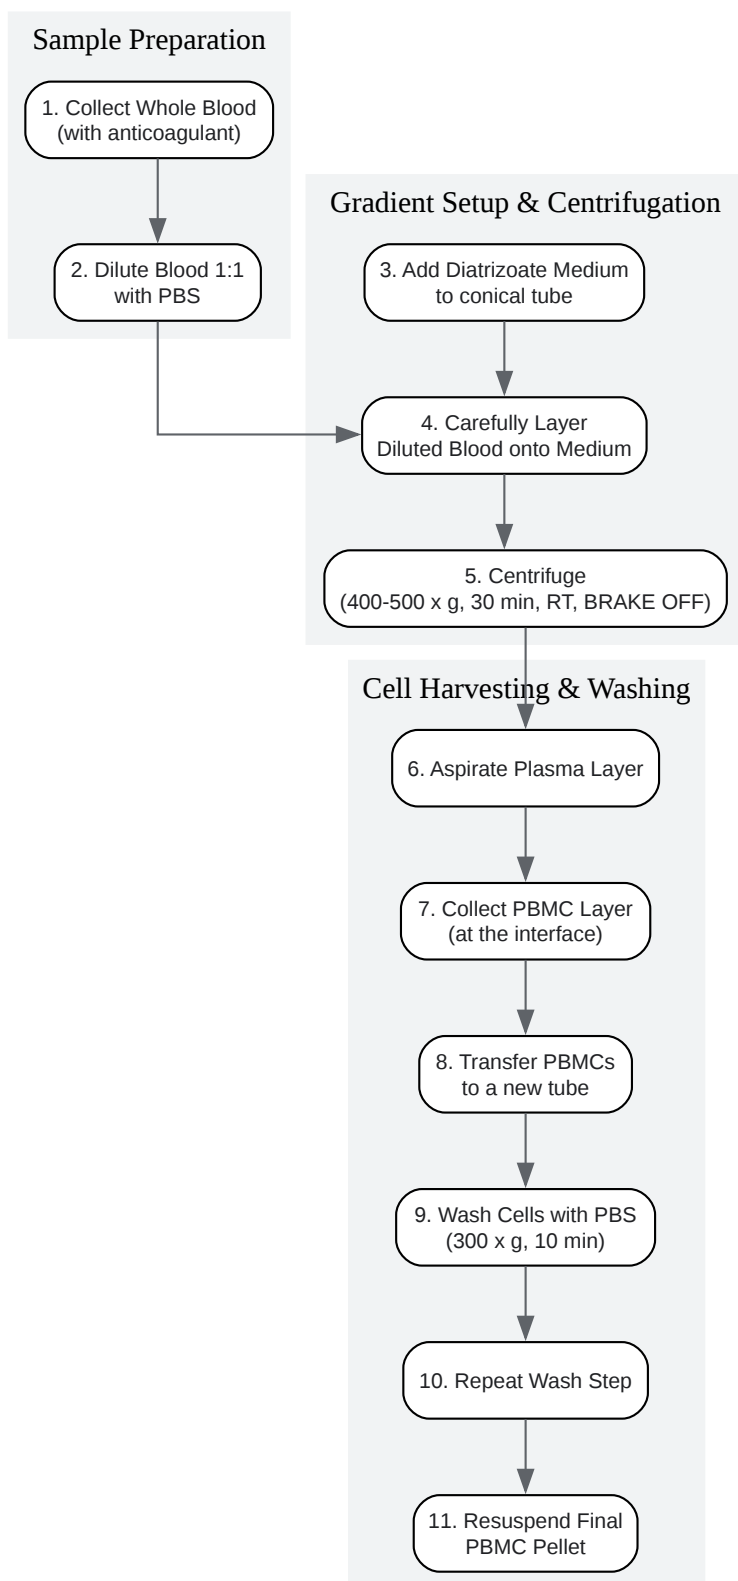 Sample Preparation
1. Collect Whole Blood
(with anticoagulant)
2. Dilute Blood 1:1
with PBS
Gradient Setup & Centrifugation
3. Add Diatrizoate Medium
to conical tube
4. Carefully Layer
Diluted Blood onto Medium
5. Centrifuge
(400-500 x g, 30 min, RT, BRAKE OFF)
Cell Harvesting & Washing
6. Aspirate Plasma Layer
7. Collect PBMC Layer
(at the interface)
8. Transfer PBMCs
to a new tube
9. Wash Cells with PBS
(300 x g, 10 min)
10. Repeat Wash Step
11. Resuspend Final
PBMC Pellet